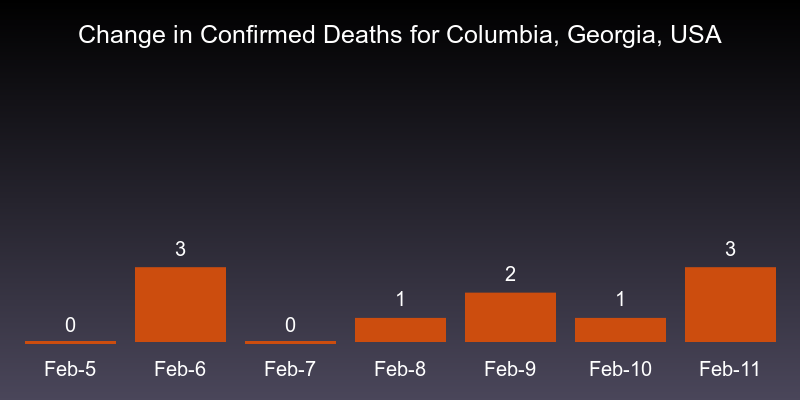 Change in Confirmed Deaths for Columbia, Georgia, USA
0 3 0 1 2 1 3
Feb-5 Feb-6 Feb-7 Feb-8 Feb-9 Feb-10 Feb-11